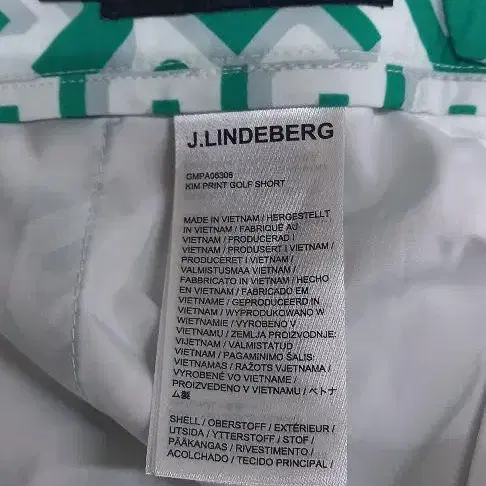 J.LINDEBERG
GMPA06306
KIM PRINT GOLF SHORT
MADE IN VIETNAM / HERGESTELLT
IN VIETNAM / FABRIQUÉ AU
VIETNAM / PRODUCERAD I
VIETNAM / PRODUSERT I VIETNAM /
PRODUCERET I VIETNAM /
VALMISTUSMAA VIETNAM /
FABBRICATO IN VIETNAM / HECHO
EN VIETNAM / FABRICADO EM
VIETNAME / GEPRODUCEERD IN
VIETNAM / WYPRODUKOWANO W
WIETNAMIE / VYROBENO V
VIETNAMU / ZEMLJA PROIZVODNJE:
VIJETNAM / VALMISTATUD
VIETNAM / PAGAMINIMO ŠALIS:
VIETNAMAS / RAŽOTS VJETNAMA /
VYROBENÉ VO VIETNAME /
PROIZVEDENO V VIETNAMU / ベトナ
ム製
SHELL / OBERSTOFF / EXTÉRIEUR /
UTSIDA / YTTERSTOFF / STOF /
PÄÄKANGAS / RIVESTIMENTO /
ACOLCHADO / TECIDO PRINCIPAL /